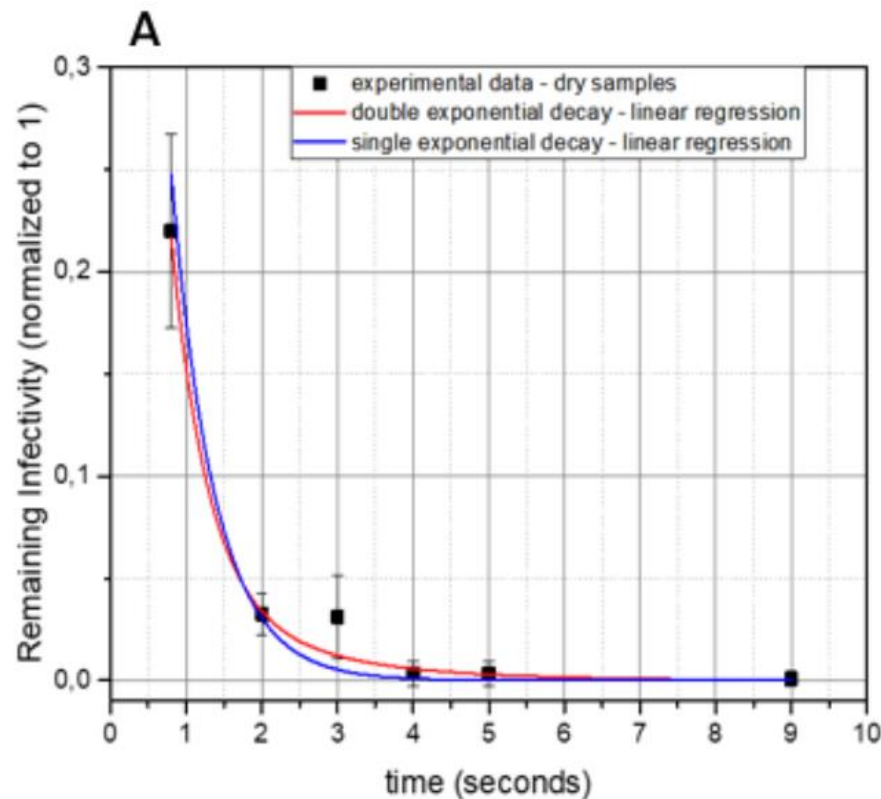 A
0,3
experimental data - dry samples
double exponential decay - linear regression
single exponential decay - linear regression
0,2
0,1
0,0
Remaining Infectivity (normalized to 1)
0 1 2 3 4 5 6 7 8 9 10
time (seconds)